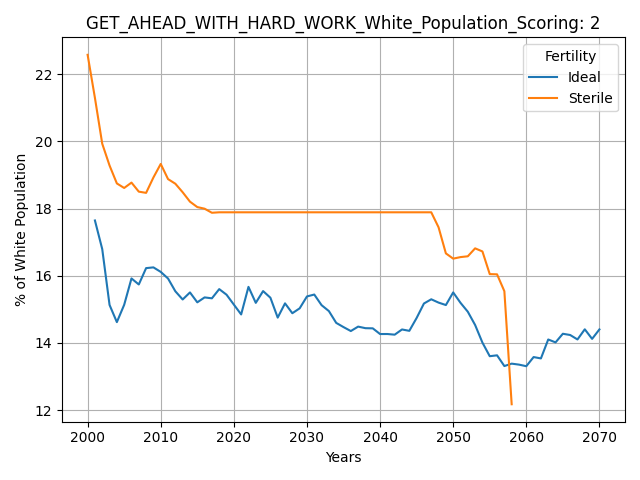 GET_AHEAD_WITH_HARD_WORK_White_Population_Scoring: 2
Fertility
Ideal
Sterile
% of White Population
22
20
18
16
14
12
2000
2010
2020
2030
2040
2050
2060
2070
Years